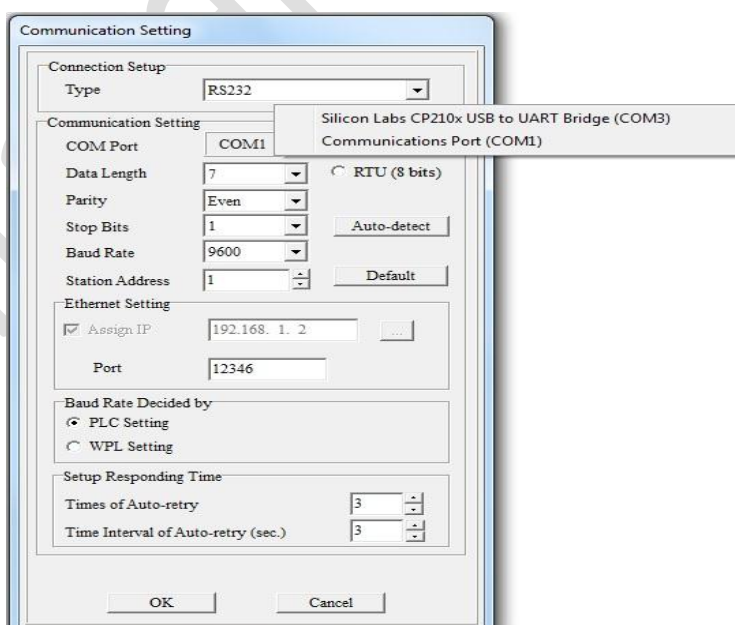 Communication Setting
Connection Setup
Type RS232
Silicon Labs CP210x USB to UART Bridge (COM3)
Communications Port (COM1)
Communication Setting
COM Port COM1
Data Length 7 RTU (8 bits)
Parity Even
Stop Bits 1 Auto-detect
Baud Rate 9600
Station Address 1 Default
Ethernet Setting
Assign IP 192.168. 1. 2 ...
Port 12346
Baud Rate Decided by
PLC Setting
WPL Setting
Setup Responding Time
Times of Auto-retry 3
Time Interval of Auto-retry (sec.) 3
OK Cancel